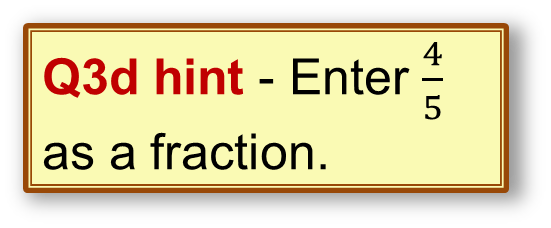 Q3d hint - Enter 4/5
as a fraction.